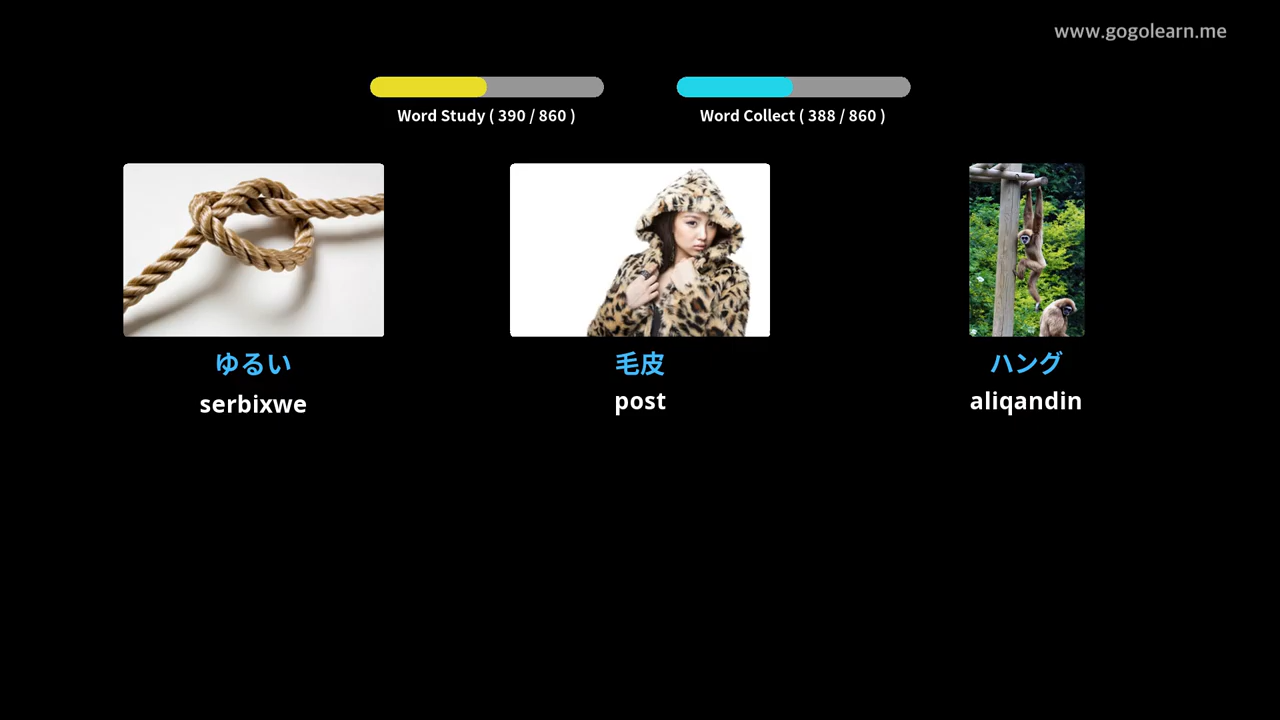 www.gogolearn.me
Word Study ( 390 / 860 )
Word Collect ( 388 / 860 )
ゆるい
serbixwe
毛皮
post
ハング
aliqandin